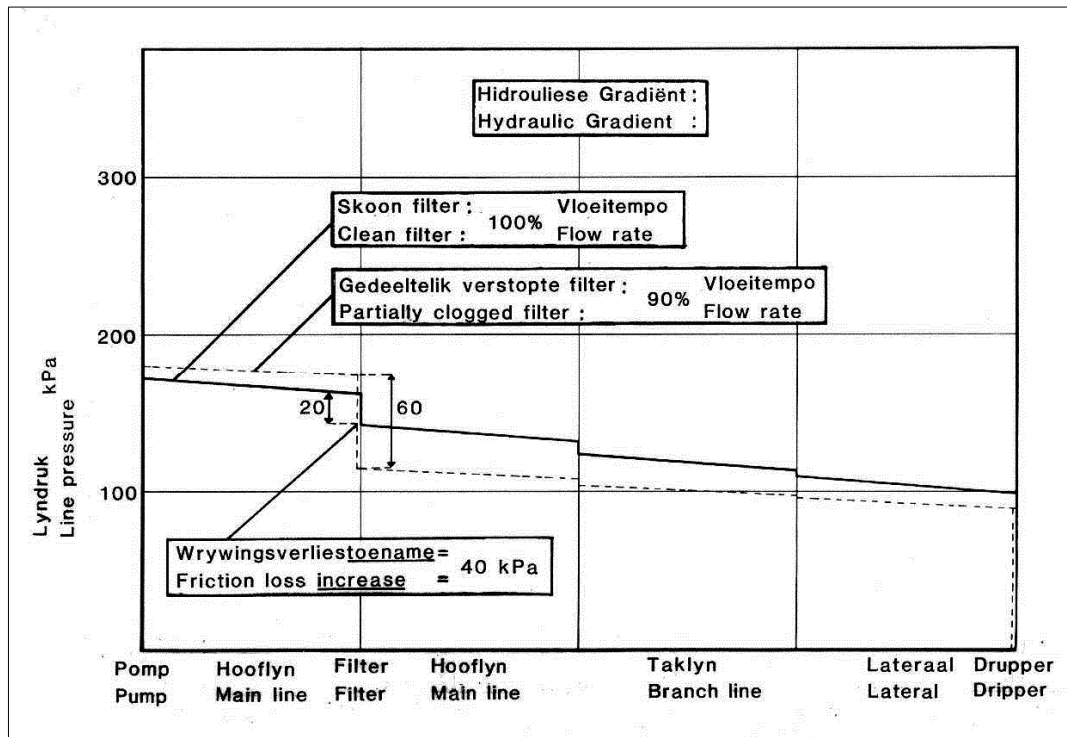 Hidrouliese Gradiënt :
Hydraulic Gradient :
300
Skoon filter :
Clean filter :
100%
Vloeitempo
Flow rate
Gedeeltelik verstopte filter :
Partially clogged filter :
90%
Vloeitempo
Flow rate
200
Lyndruk
Line pressure kPa
20
60
100
Wrywingsverliestoename =
Friction loss increase =
40 kPa
Pomp Hooflyn Filter Hooflyn Taklyn Lateraal Drupper
Pump Main line Filter Main line Branch line Lateral Dripper